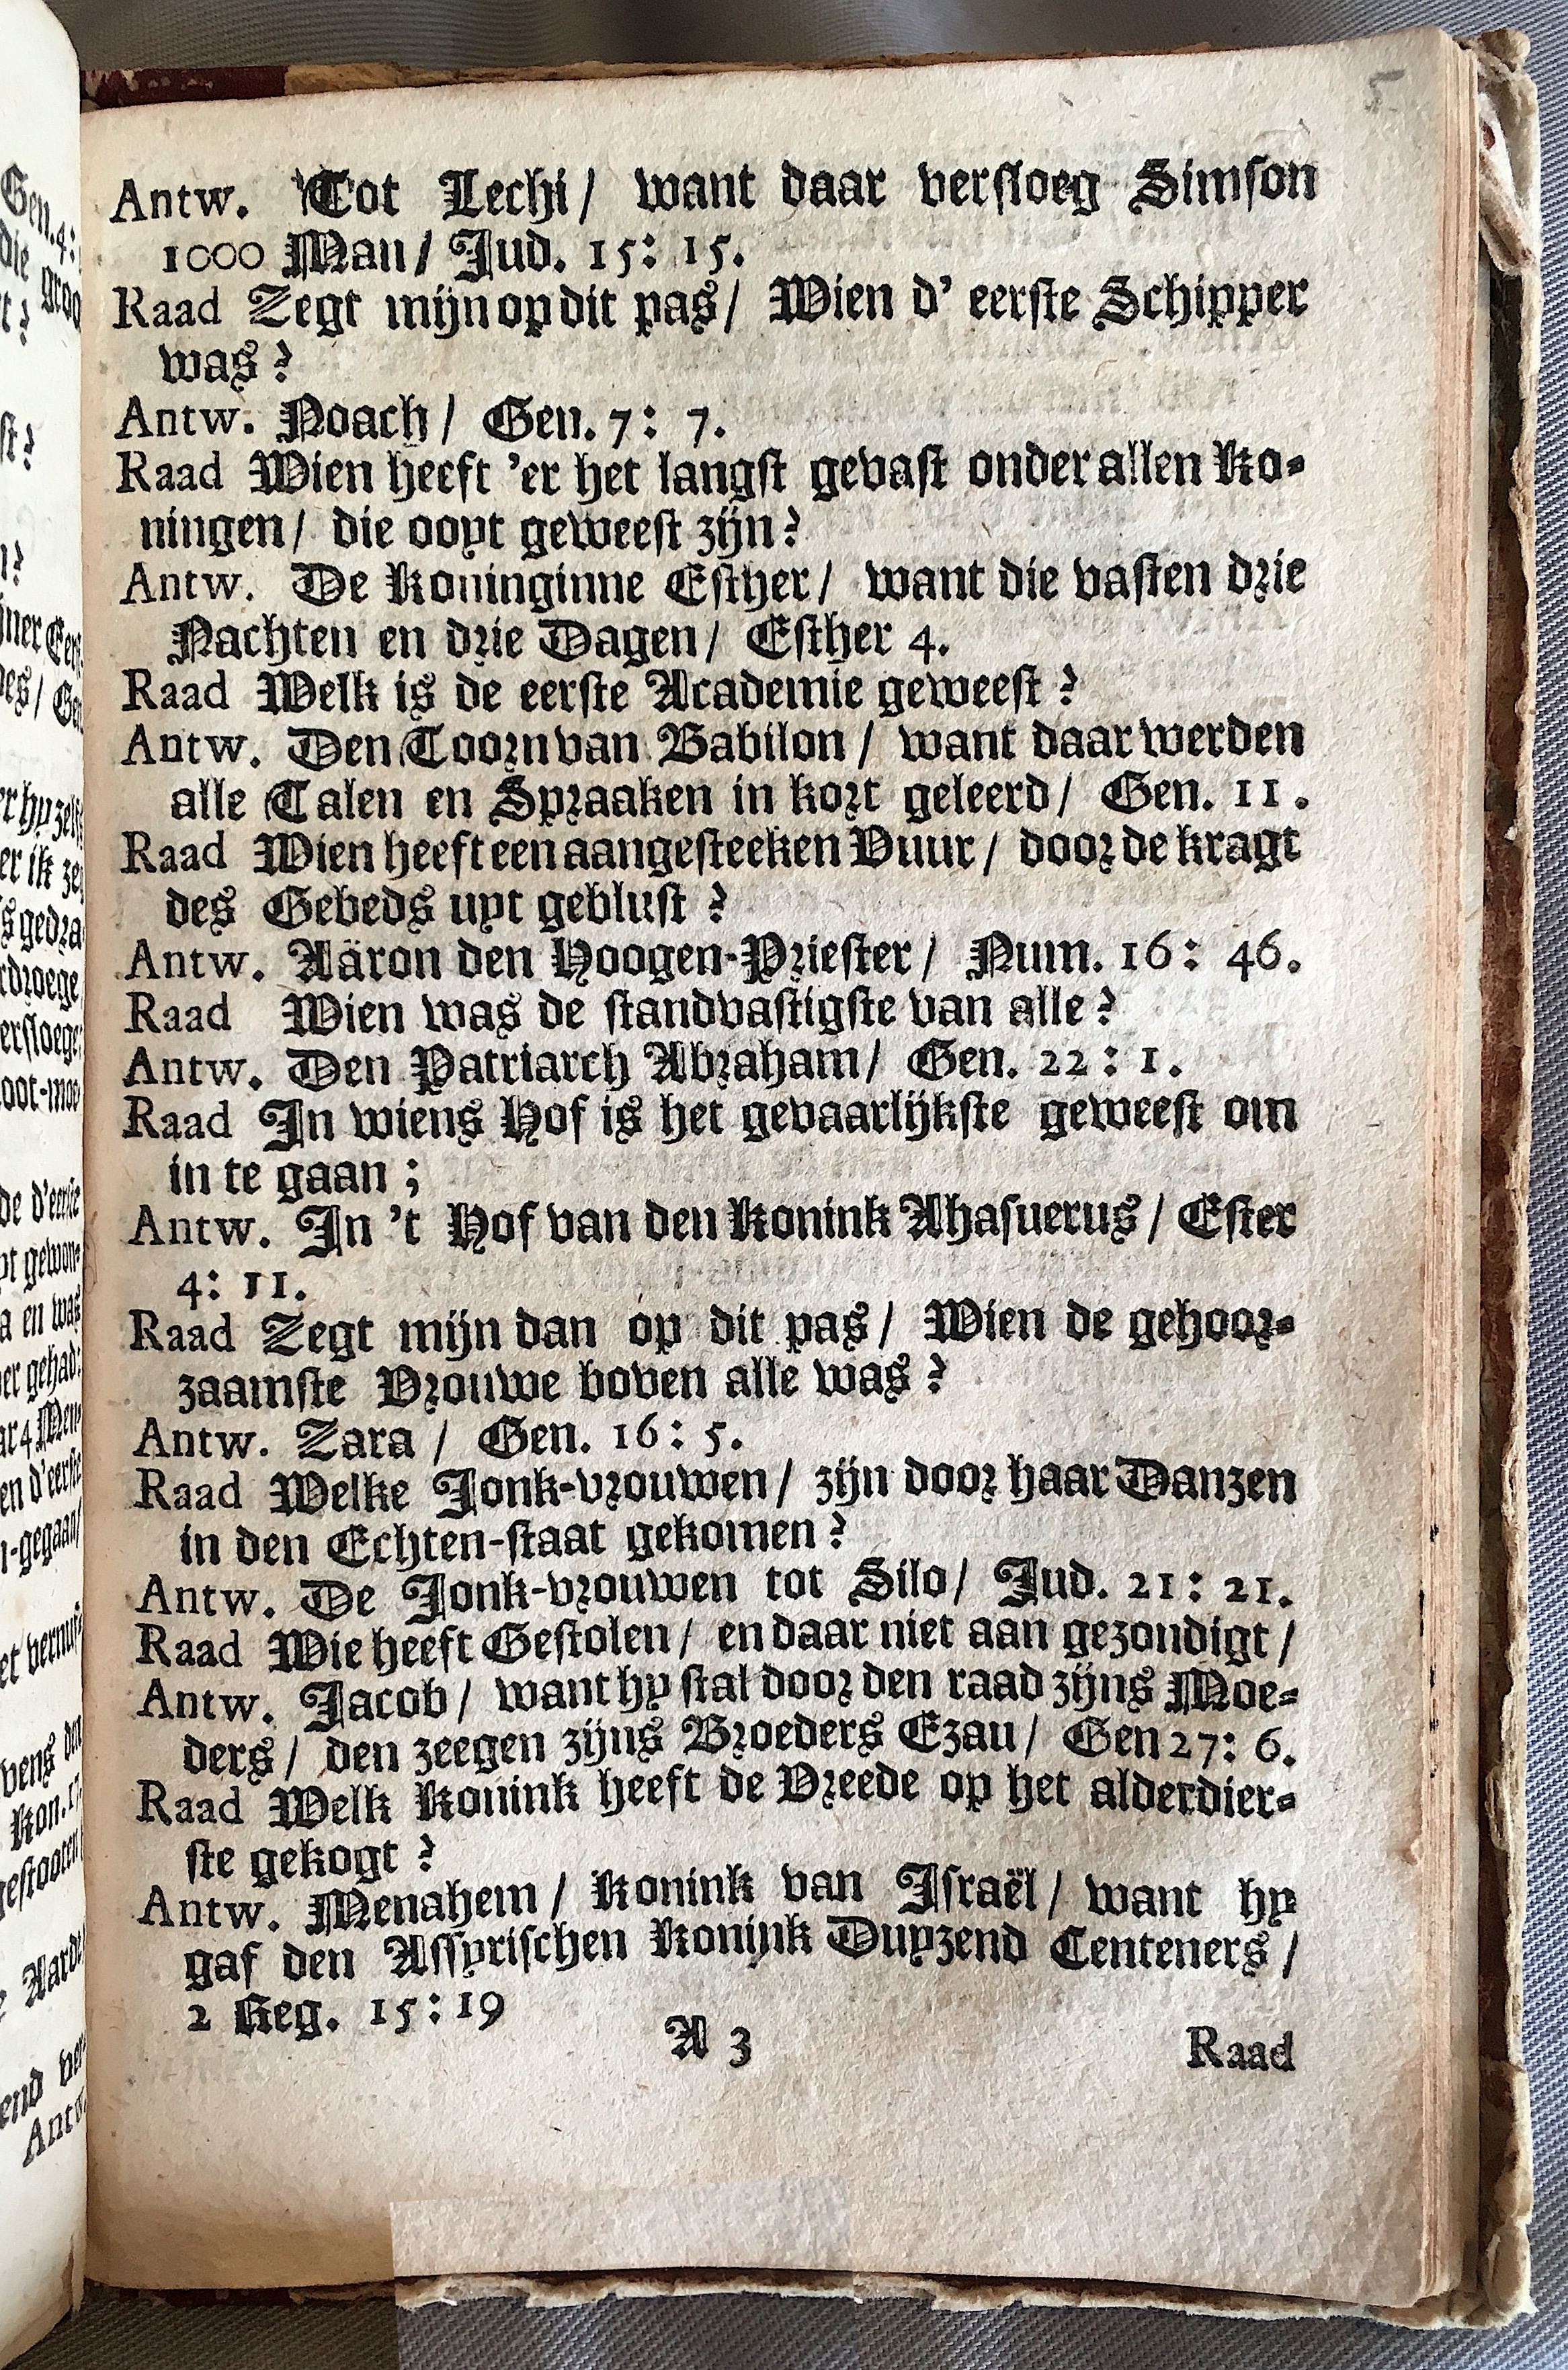 5
Antw. Tot Lechi / want daar versloeg Simson
1000 Man / Jud. 15: 15.
Raad Zegt mijn op dit pas / Wien d' eerste Schipper
was?
Antw. Noach / Gen. 7: 7.
Raad Wien heeft 'er het langst gevast onder allen Ko-
ningen / die ooyt geweest zijn?
Antw. De Koninginne Esther / want die vasten drie
Nachten en drie Dagen / Esther 4.
Raad Welk is de eerste Academie geweest?
Antw. Den Toorn van Babilon / want daar werden
alle Talen en Spraaken in kort geleerd / Gen. 11.
Raad Wien heeft een aangesteeken Vuur / door de kragt
des Gebeds uyt geblust?
Antw. Aäron den Hoogen-Priester / Num. 16: 46.
Raad Wien was de standvastigste van alle?
Antw. Den Patriarch Abraham / Gen. 22: 1.
Raad In wiens Hof is het gevaarlijkste geweest om
in te gaan;
Antw. In 't Hof van den Konink Ahasuerus / Ester
4: 11.
Raad Zegt mijn dan op dit pas / Wien de gehoor-
zaamste Vrouwe boven alle was?
Antw. Zara / Gen. 16: 5.
Raad Welke Jonk-vrouwen / zijn door haar Danzen
in den Echten-staat gekomen?
Antw. De Jonk-vrouwen tot Silo / Jud. 21: 21.
Raad Wie heeft Gestolen / en daar niet aan gezondigt /
Antw. Jacob / want hy stal door den raad zijns Moe-
ders / den zeegen zijns Broeders Ezau / Gen 27: 6.
Raad Welk Konink heeft de Vreede op het alderdier-
ste gekogt?
Antw. Menahem / Konink van Israël / want hy
gaf den Assyrischen Konink Duyzend Centeners /
2 Reg. 15: 19
A 3 Raad